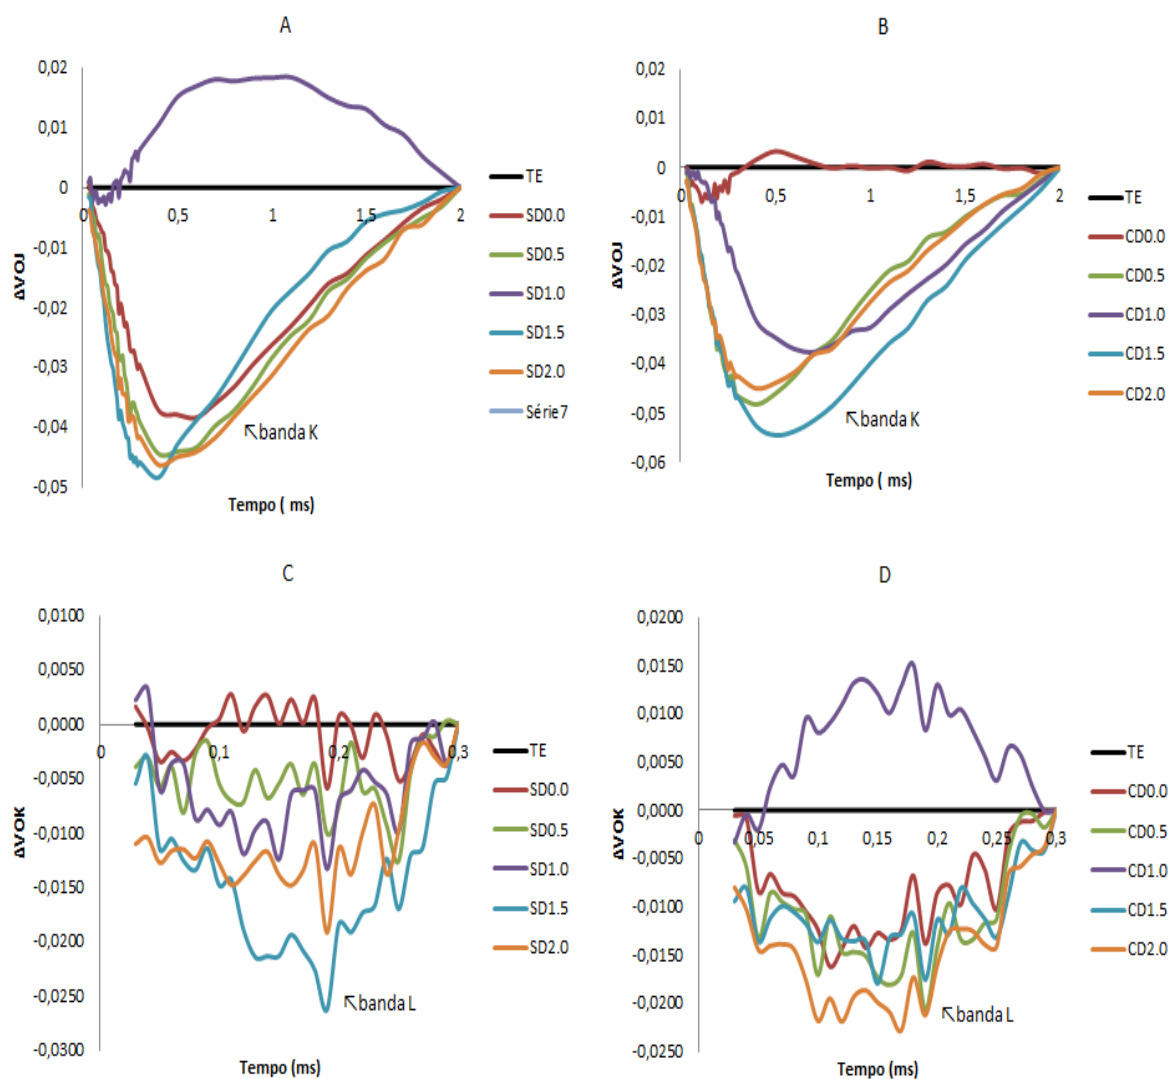 A
0,02
0,01
0
-0,01
-0,02
-0,03
-0,04
-0,05
0
0,5
1
1,5
2
ΔVOJ
Tempo ( ms)
↖banda K
TE
SD0.0
SD0.5
SD1.0
SD1.5
SD2.0
Série7
B
0,02
0,01
0
-0,01
-0,02
-0,03
-0,04
-0,05
-0,06
0
0,5
1
1,5
2
ΔVOJ
Tempo ( ms)
↖banda K
TE
CD0.0
CD0.5
CD1.0
CD1.5
CD2.0
C
0,0100
0,0050
0,0000
-0,0050
-0,0100
-0,0150
-0,0200
-0,0250
-0,0300
0
0,1
0,2
0,3
ΔVOK
Tempo (ms)
↖banda L
TE
SD0.0
SD0.5
SD1.0
SD1.5
SD2.0
D
0,0200
0,0150
0,0100
0,0050
0,0000
-0,0050
-0,0100
-0,0150
-0,0200
-0,0250
0
0,05
0,1
0,15
0,2
0,25
0,3
ΔVOK
Tempo (ms)
↖banda L
TE
CD0.0
CD0.5
CD1.0
CD1.5
CD2.0